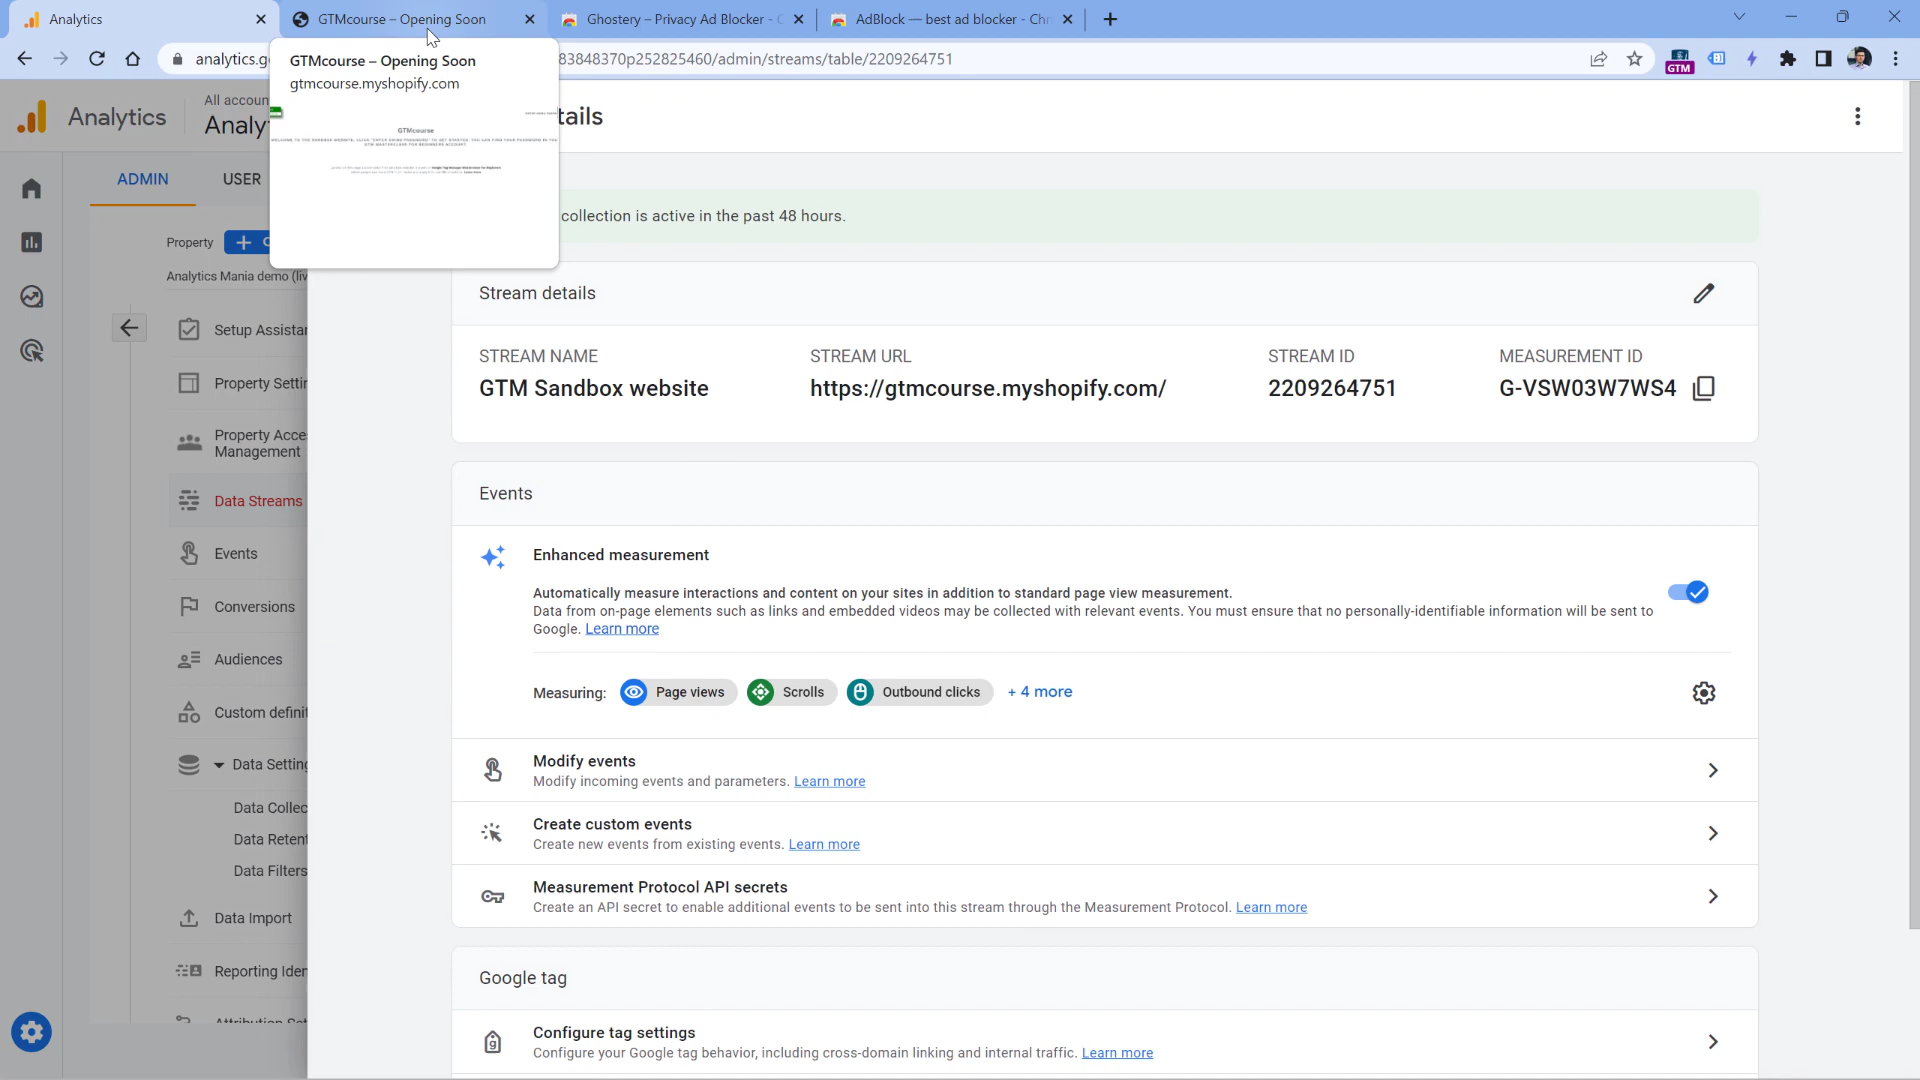 Analytics
GTMcourse – Opening Soon
Ghostery – Privacy Ad Blocker - C
AdBlock — best ad blocker - Chr
analytics.go
83848370p252825460/admin/streams/table/2209264751
GTM
GTMcourse – Opening Soon
gtmcourse.myshopify.com
GTMcourse
Analytics
All accoun
Analy
tails
ADMIN
USER
collection is active in the past 48 hours.
Property
Analytics Mania demo (liv
Setup Assistan
Property Settin
Property Acce
Management
Data Streams
Events
Conversions
Audiences
Custom definit
Data Setting
Data Collec
Data Retent
Data Filters
Data Import
Reporting Iden
Attribution Set
Stream details
STREAM NAME
GTM Sandbox website
STREAM URL
https://gtmcourse.myshopify.com/
STREAM ID
2209264751
MEASUREMENT ID
G-VSW03W7WS4
Events
Enhanced measurement
Automatically measure interactions and content on your sites in addition to standard page view measurement.
Data from on-page elements such as links and embedded videos may be collected with relevant events. You must ensure that no personally-identifiable information will be sent to
Google. Learn more
Measuring:
Page views
Scrolls
Outbound clicks
+ 4 more
Modify events
Modify incoming events and parameters. Learn more
Create custom events
Create new events from existing events. Learn more
Measurement Protocol API secrets
Create an API secret to enable additional events to be sent into this stream through the Measurement Protocol. Learn more
Google tag
Configure tag settings
Configure your Google tag behavior, including cross-domain linking and internal traffic. Learn more